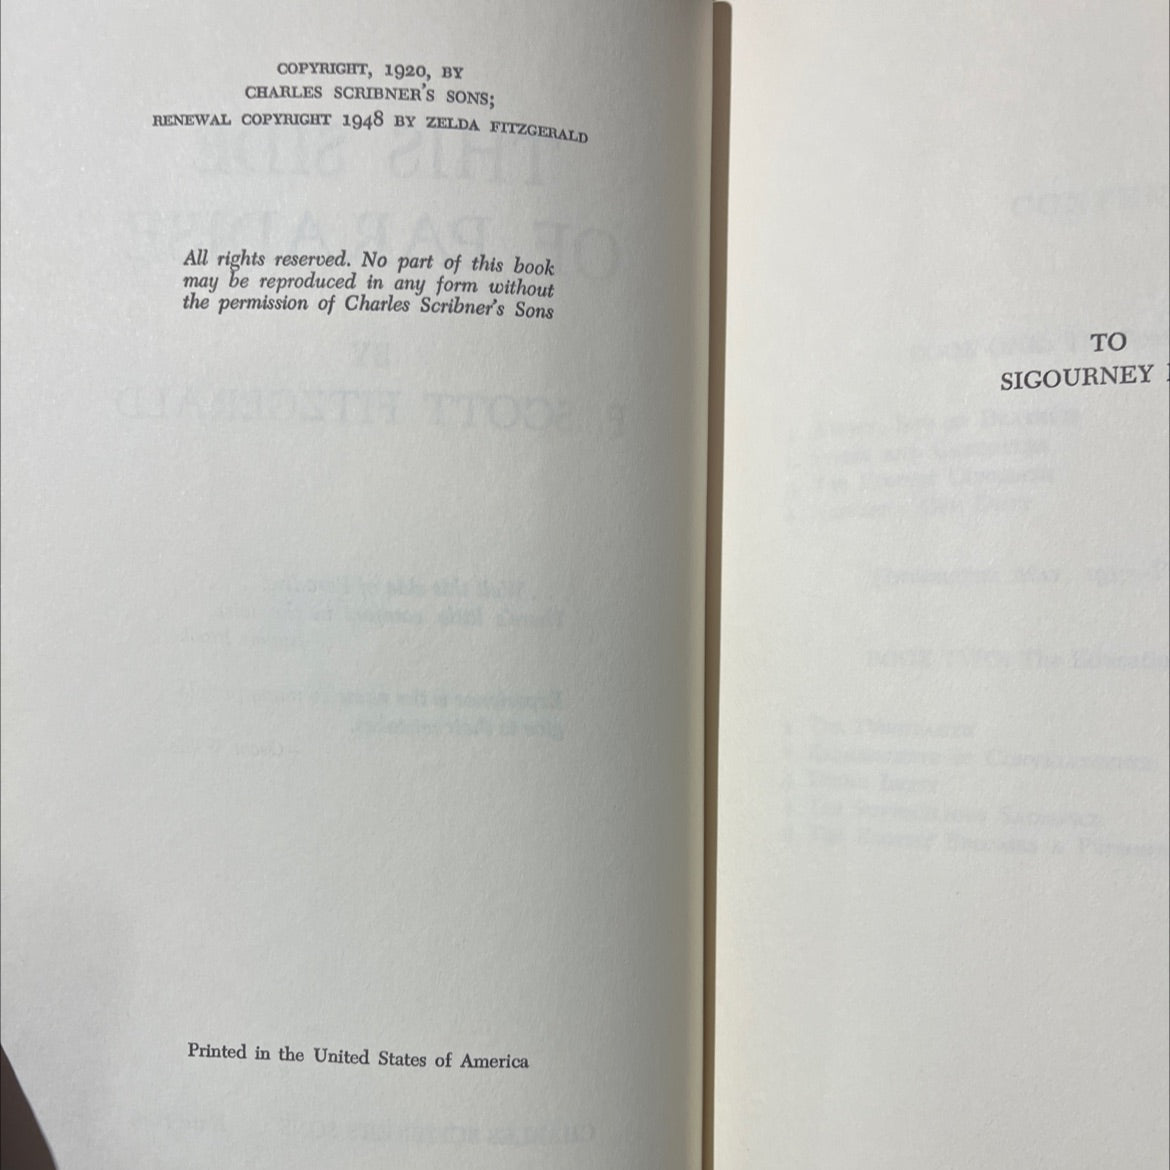 COPYRIGHT, 1920, BY
CHARLES SCRIBNER'S SONS;
RENEWAL COPYRIGHT 1948 BY ZELDA FITZGERALD
All rights reserved. No part of this book
may be reproduced in any form without
the permission of Charles Scribner's Sons
Printed in the United States of America
TO
SIGOURNEY